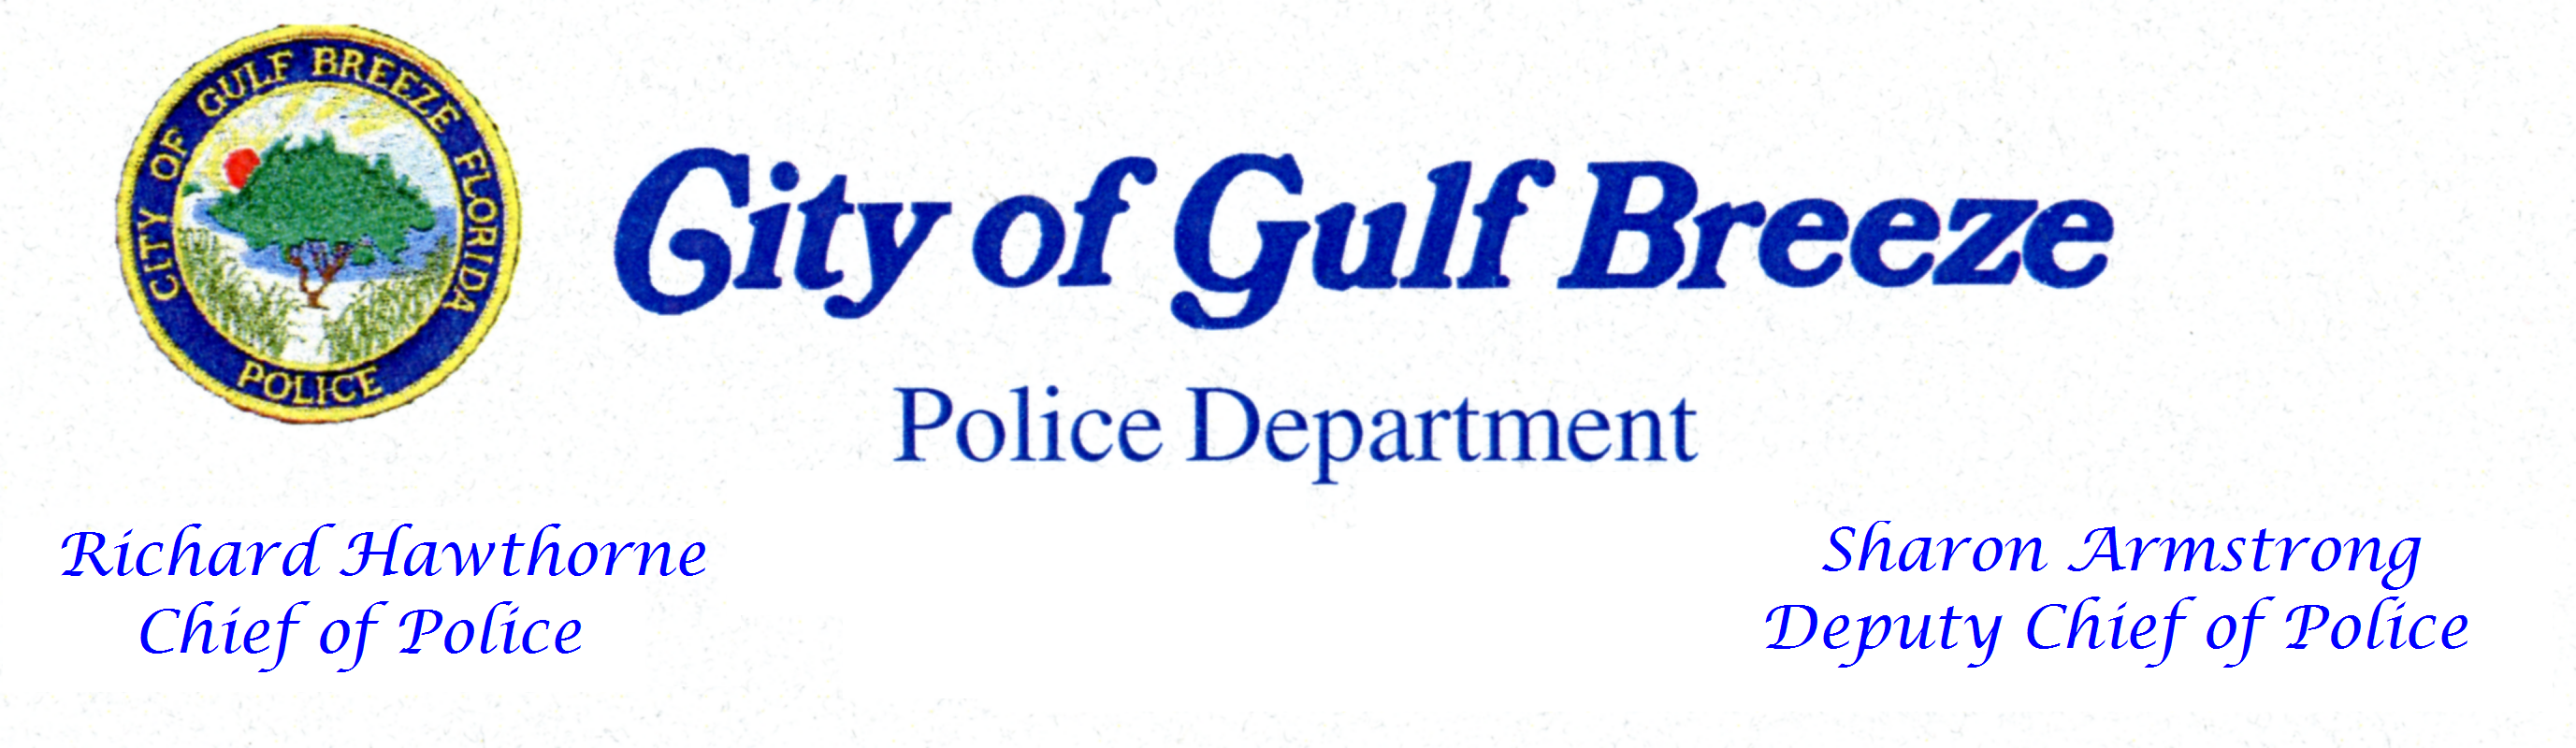 CITY OF GULF BREEZE FLORIDA
POLICE
City of Gulf Breeze
Police Department
Richard Hawthorne
Chief of Police
Sharon Armstrong
Deputy Chief of Police